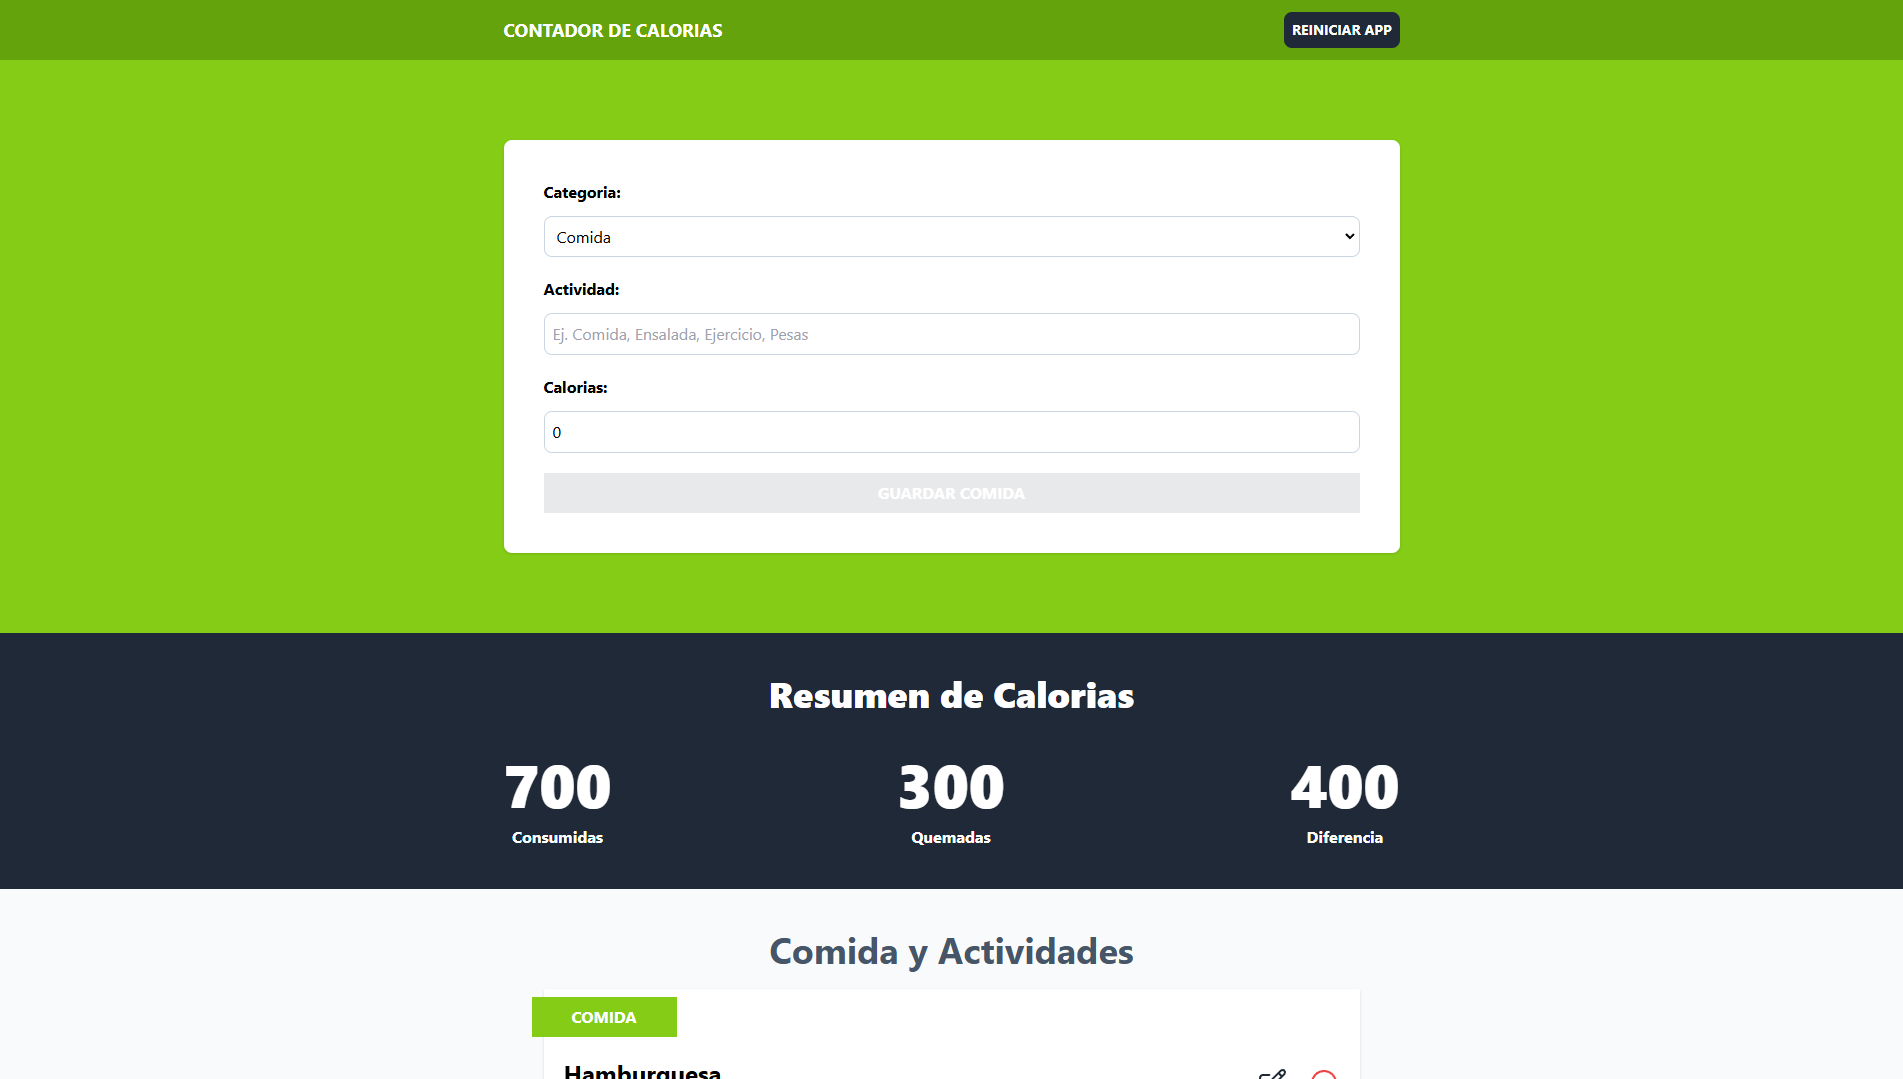 CONTADOR DE CALORIAS
REINICIAR APP
Categoria:
Comida
Actividad:
Ej. Comida, Ensalada, Ejercicio, Pesas
Calorias:
0
GUARDAR COMIDA
Resumen de Calorias
700
300
400
Consumidas
Quemadas
Diferencia
Comida y Actividades
COMIDA
Hamburguesa